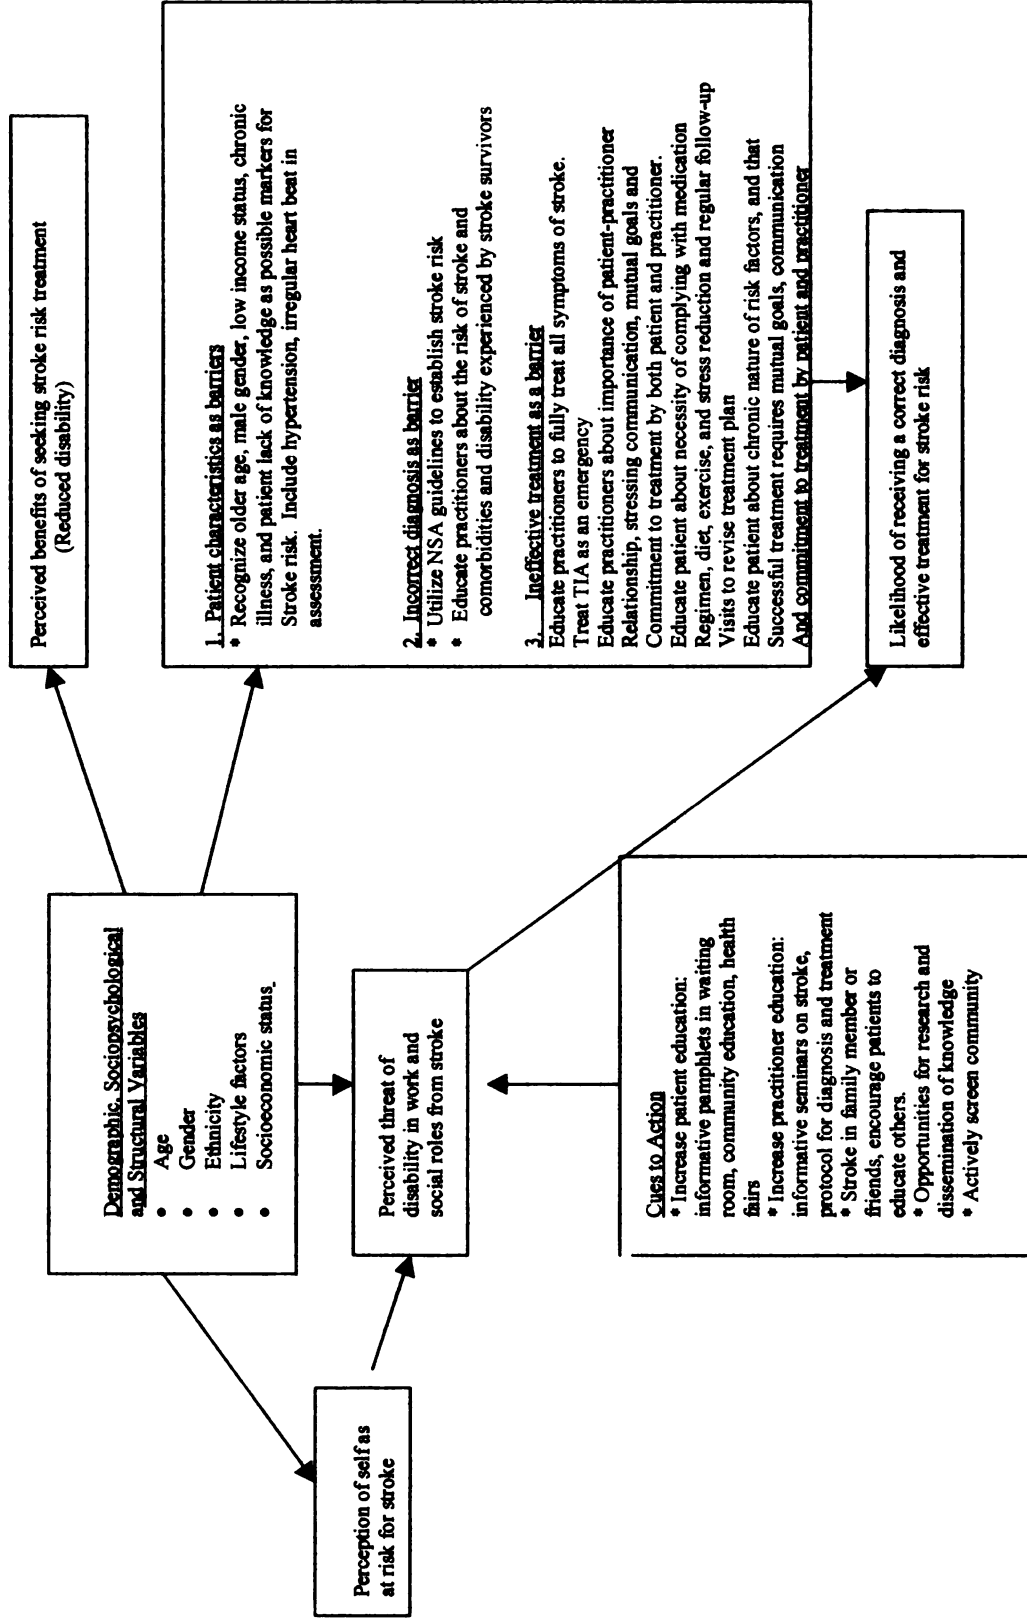 Perception of self as
at risk for stroke
Demographic, Sociopsychological
and Structural Variables
• Age
• Gender
• Ethnicity
• Lifestyle factors
• Socioeconomic status
Perceived threat of
disability in work and
social roles from stroke
Cues to Action
* Increase patient education:
informative pamphlets in waiting
room, community education, health
fairs
* Increase practitioner education:
informative seminars on stroke,
protocol for diagnosis and treatment
* Stroke in family member or
friends, encourage patients to
educate others.
* Opportunities for research and
dissemination of knowledge
* Actively screen community
Perceived benefits of seeking stroke risk treatment
(Reduced disability)
1. Patient characteristics as barriers
* Recognize older age, male gender, low income status, chronic
illness, and patient lack of knowledge as possible markers for
Stroke risk. Include hypertension, irregular heart beat in
assessment.
2. Incorrect diagnosis as barrier
* Utilize NSA guidelines to establish stroke risk
* Educate practitioners about the risk of stroke and
comorbidities and disability experienced by stroke survivors
3. Ineffective treatment as a barrier
Educate practitioners to fully treat all symptoms of stroke.
Treat TIA as an emergency
Educate practitioners about importance of patient-practitioner
Relationship, stressing communication, mutual goals and
Commitment to treatment by both patient and practitioner.
Educate patient about necessity of complying with medication
Regimen, diet, exercise, and stress reduction and regular follow-up
Visits to revise treatment plan
Educate patient about chronic nature of risk factors, and that
Successful treatment requires mutual goals, communication
And commitment to treatment by patient and practitioner
Likelihood of receiving a correct diagnosis and
effective treatment for stroke risk